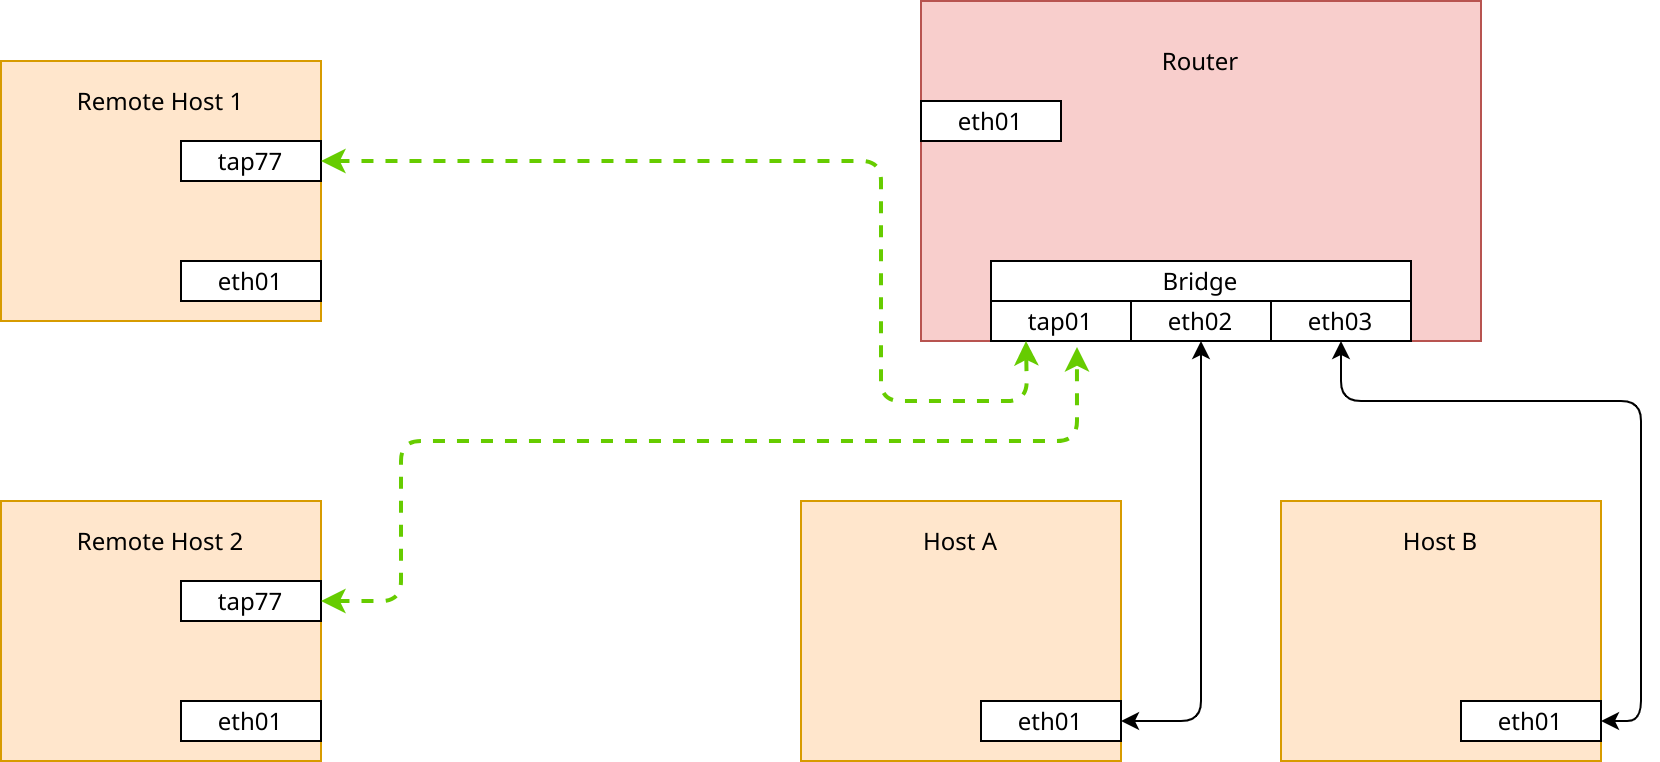 Router
Remote Host 1
eth01
tap77
eth01
Bridge
tap01 eth02 eth03
Remote Host 2
Host A
Host B
tap77
eth01
eth01
eth01